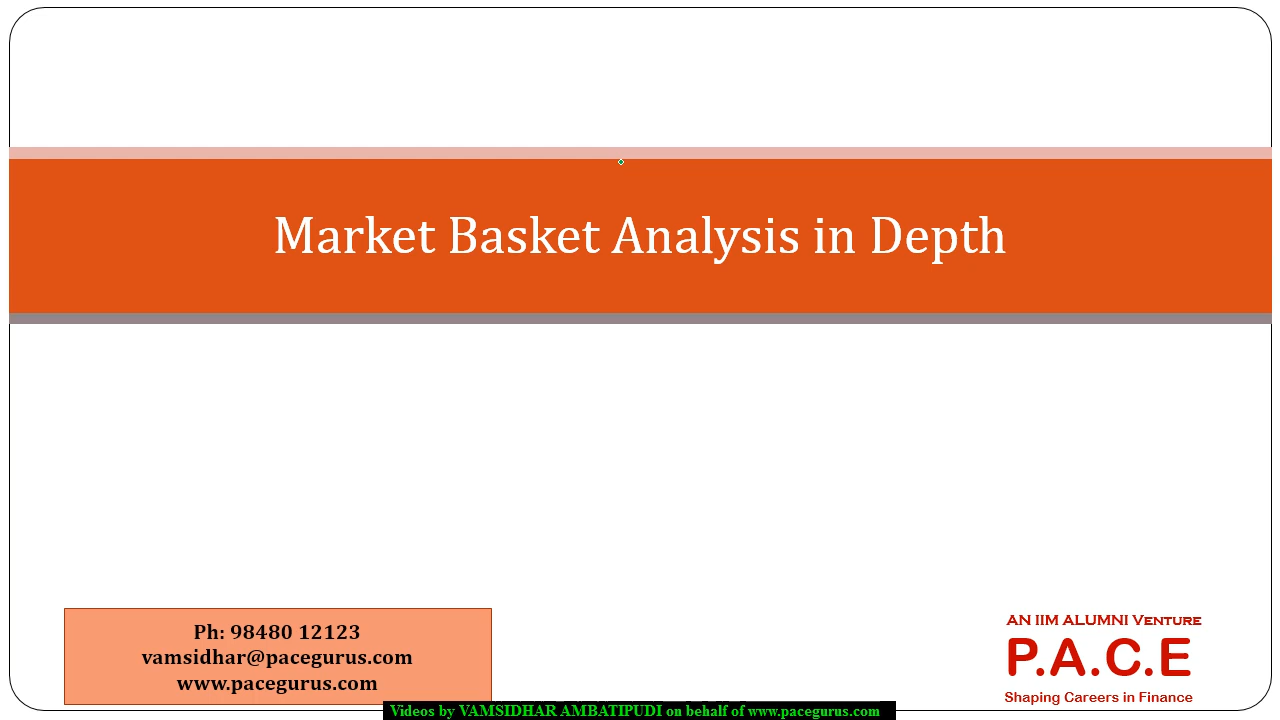 Market Basket Analysis in Depth
Ph: 98480 12123
vamsidhar@pacegurus.com
www.pacegurus.com
AN IIM ALUMNI VENTURE
P.A.C.E
Shaping Careers in Finance
Videos by VAMSIDHAR AMBATIPUDI on behalf of www.pacegurus.com